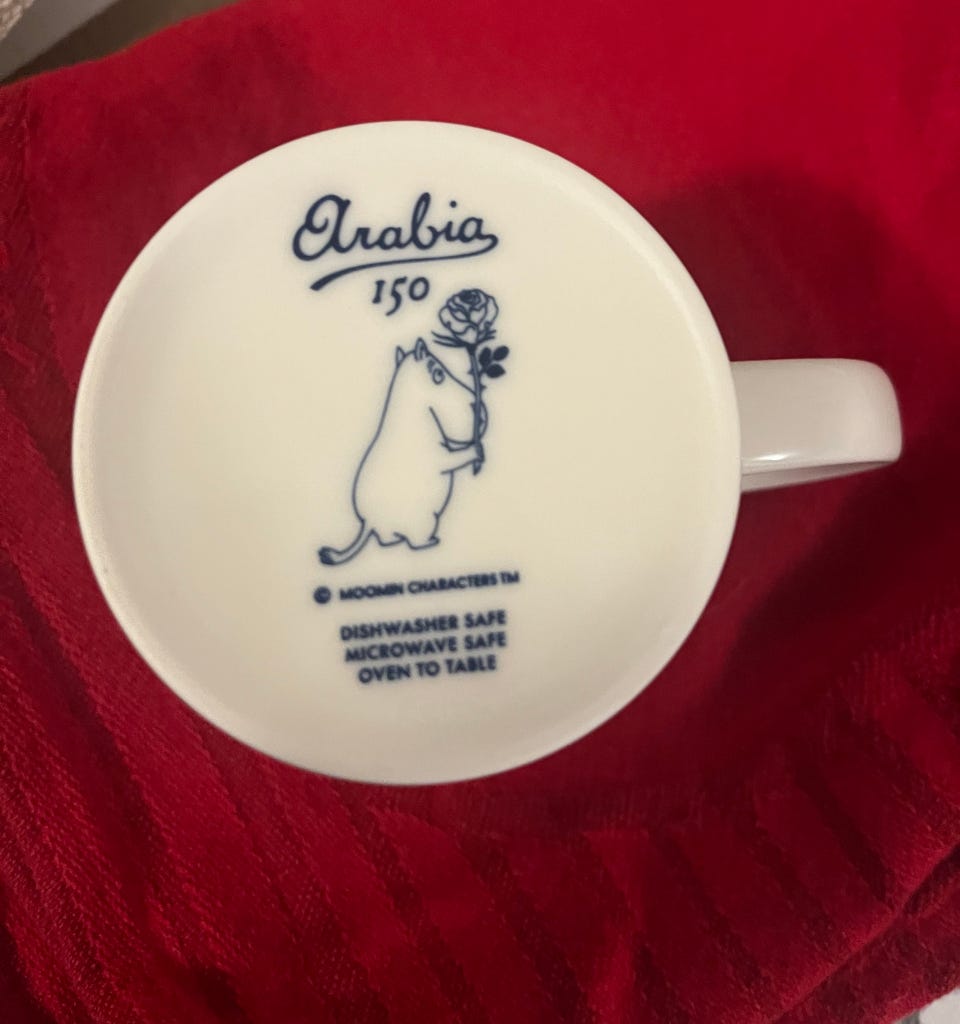 Arabia
150
© MOOMIN CHARACTERS TM
DISHWASHER SAFE
MICROWAVE SAFE
OVEN TO TABLE